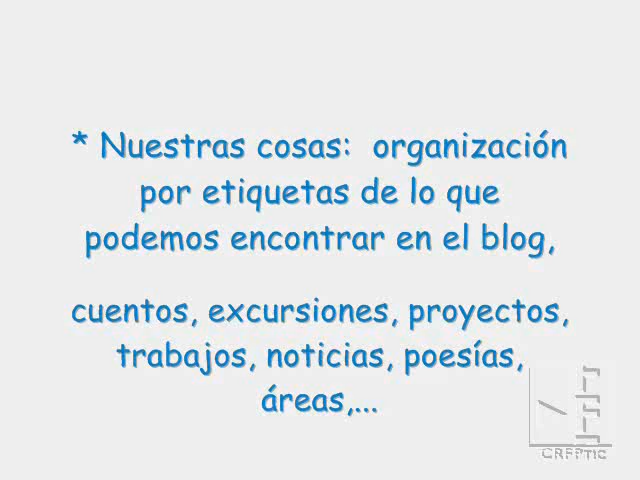 * Nuestras cosas: organización
por etiquetas de lo que
podemos encontrar en el blog,
cuentos, excursiones, proyectos,
trabajos, noticias, poesías,
áreas,...
CRFPTIC